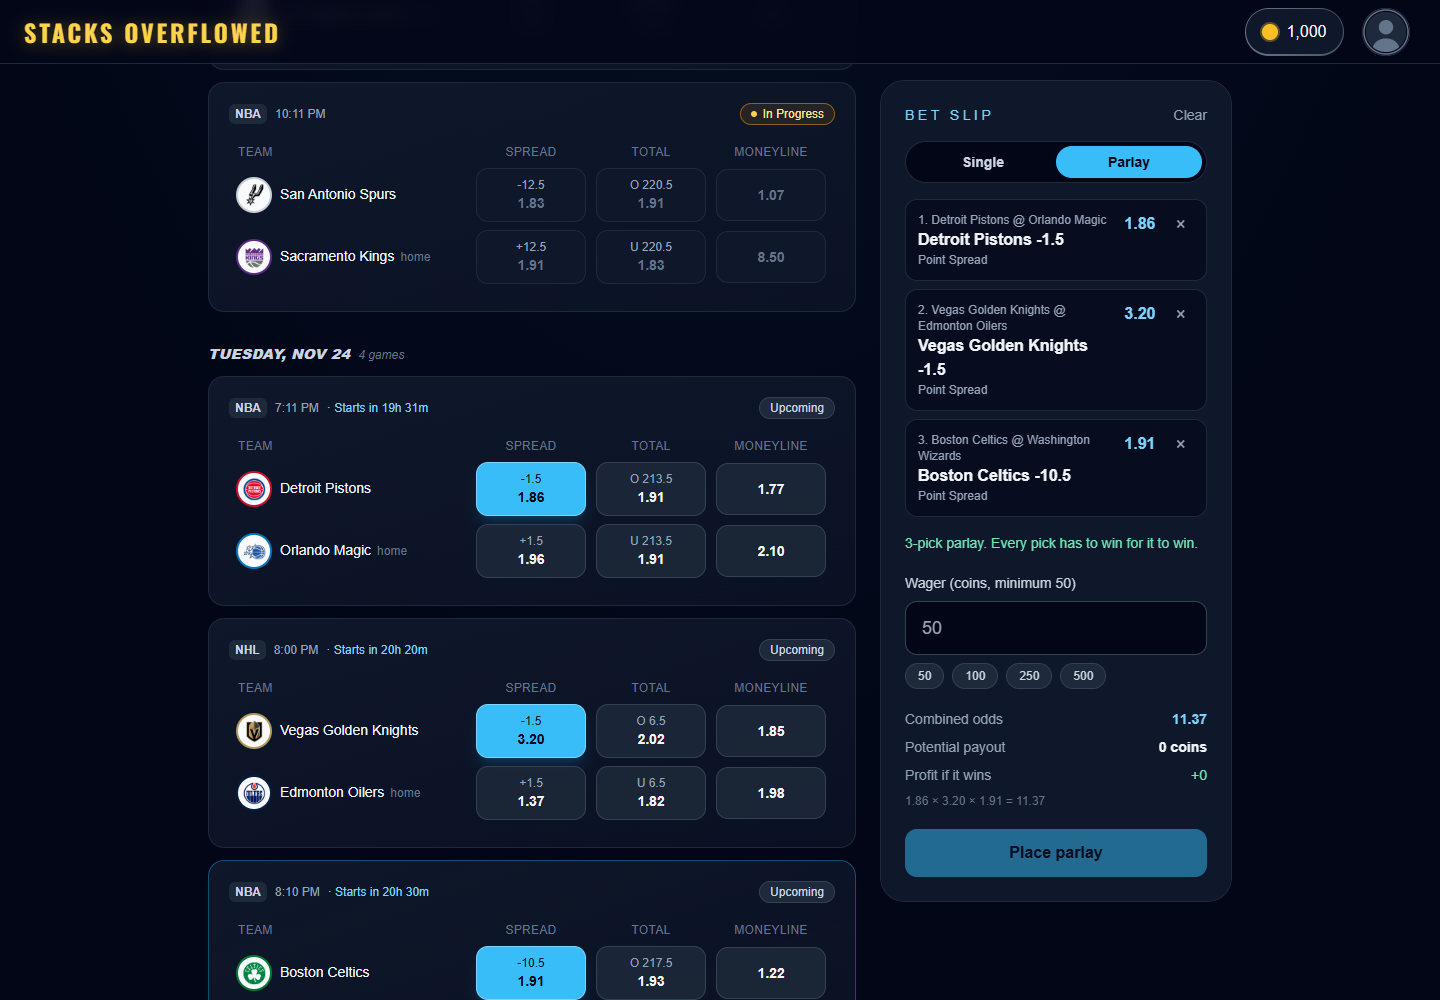 STACKS OVERFLOWED
1,000
NBA 10:11 PM In Progress
TEAM SPREAD TOTAL MONEYLINE
San Antonio Spurs -12.5 1.83 O 220.5 1.91 1.07
Sacramento Kings home +12.5 1.91 U 220.5 1.83 8.50
TUESDAY, NOV 24 4 games
NBA 7:11 PM · Starts in 19h 31m Upcoming
TEAM SPREAD TOTAL MONEYLINE
Detroit Pistons -1.5 1.86 O 213.5 1.91 1.77
Orlando Magic home +1.5 1.96 U 213.5 1.91 2.10
NHL 8:00 PM · Starts in 20h 20m Upcoming
TEAM SPREAD TOTAL MONEYLINE
Vegas Golden Knights -1.5 3.20 O 6.5 2.02 1.85
Edmonton Oilers home +1.5 1.37 U 6.5 1.82 1.98
NBA 8:10 PM · Starts in 20h 30m Upcoming
TEAM SPREAD TOTAL MONEYLINE
Boston Celtics -10.5 1.91 O 217.5 1.93 1.22
BET SLIP Clear
Single Parlay
1. Detroit Pistons @ Orlando Magic 1.86 ×
Detroit Pistons -1.5
Point Spread
2. Vegas Golden Knights @ 3.20 ×
Edmonton Oilers
Vegas Golden Knights
-1.5
Point Spread
3. Boston Celtics @ Washington 1.91 ×
Wizards
Boston Celtics -10.5
Point Spread
3-pick parlay. Every pick has to win for it to win.
Wager (coins, minimum 50)
50
50 100 250 500
Combined odds 11.37
Potential payout 0 coins
Profit if it wins +0
1.86 × 3.20 × 1.91 = 11.37
Place parlay